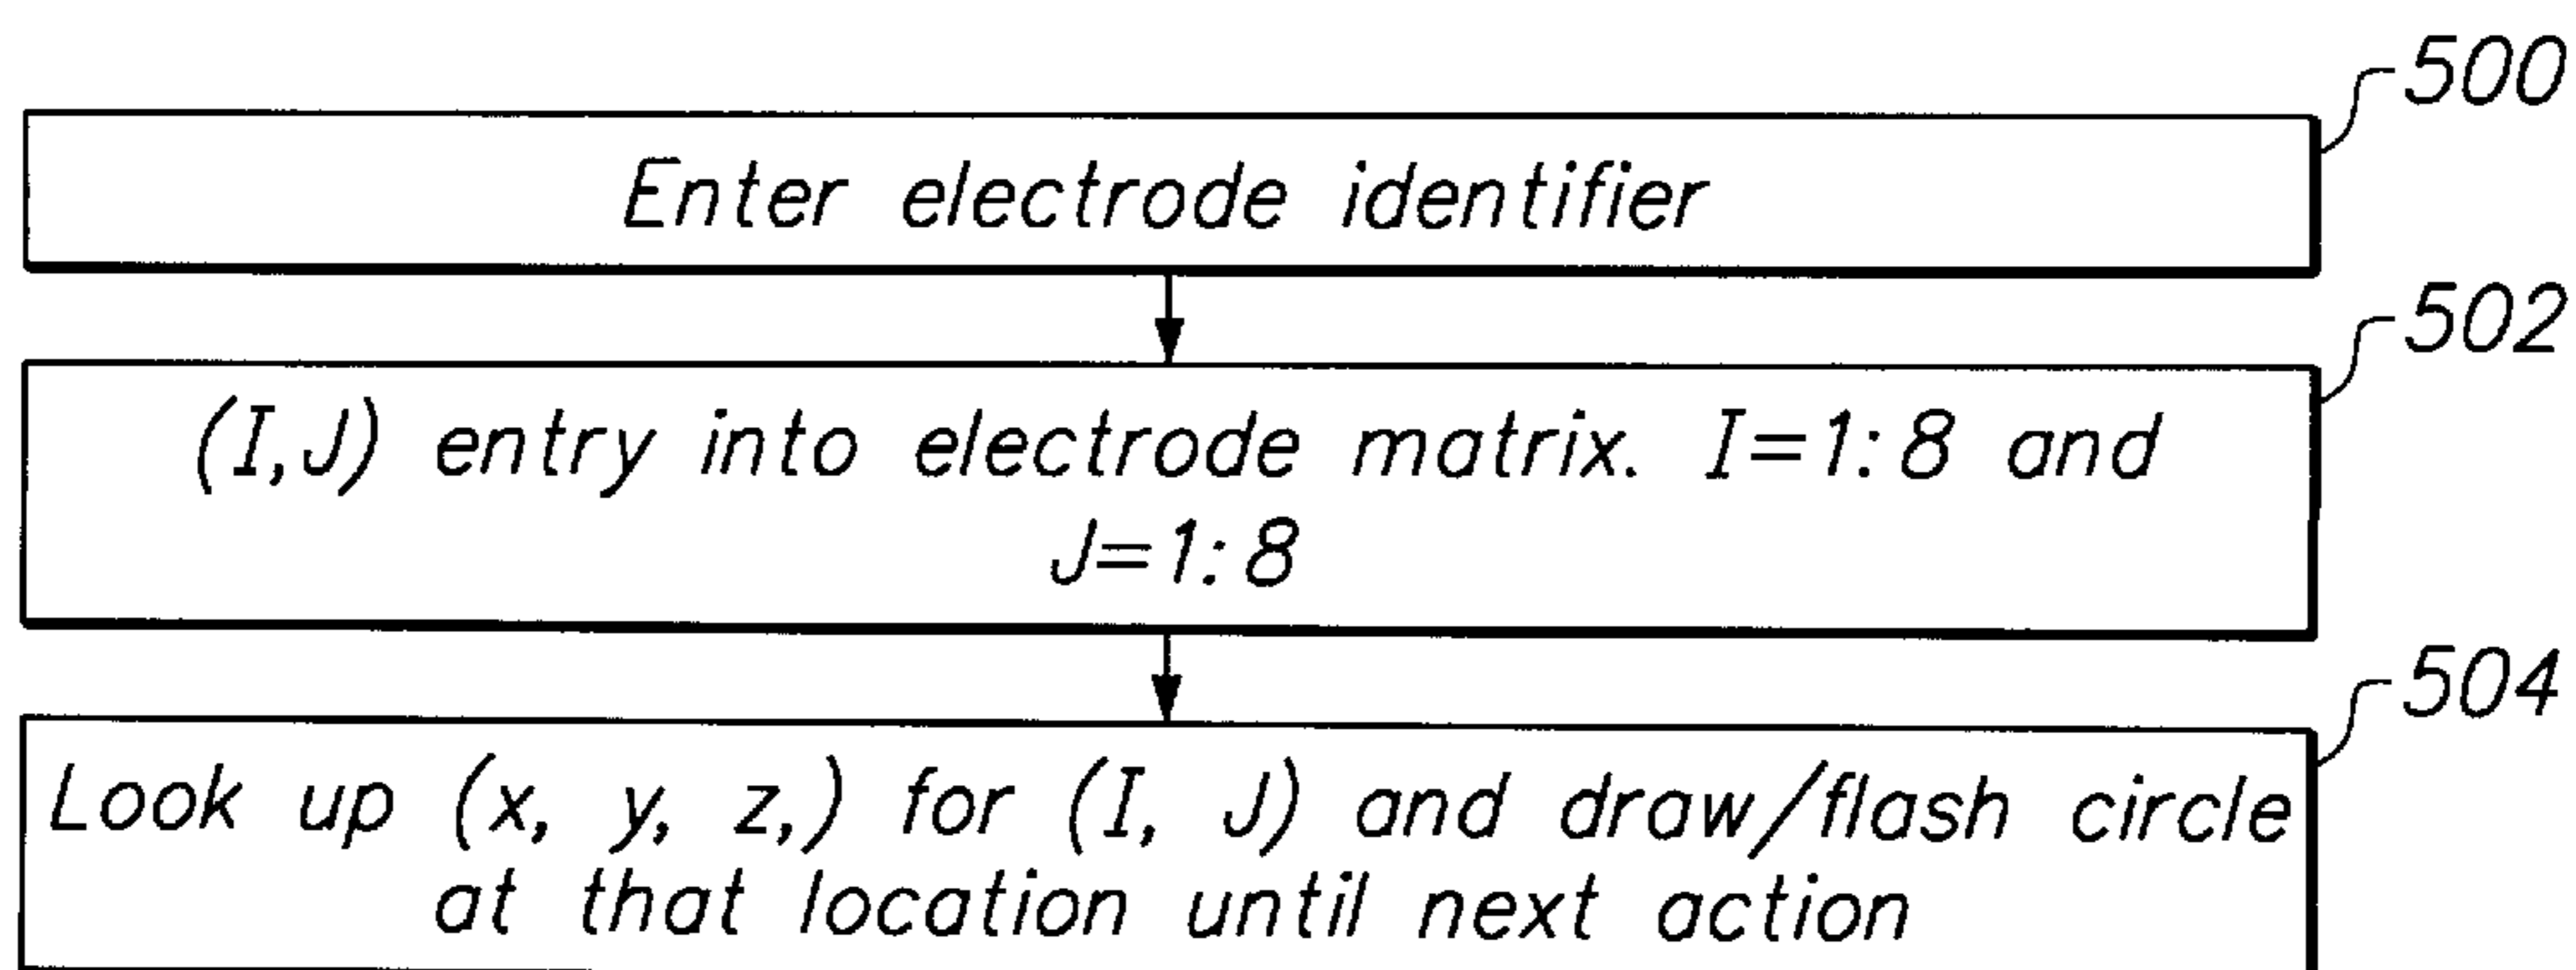 500
Enter electrode identifier
502
(I,J) entry into electrode matrix. I=1:8 and
J=1:8
504
Look up (x, y, z,) for (I, J) and draw/flash circle
at that location until next action